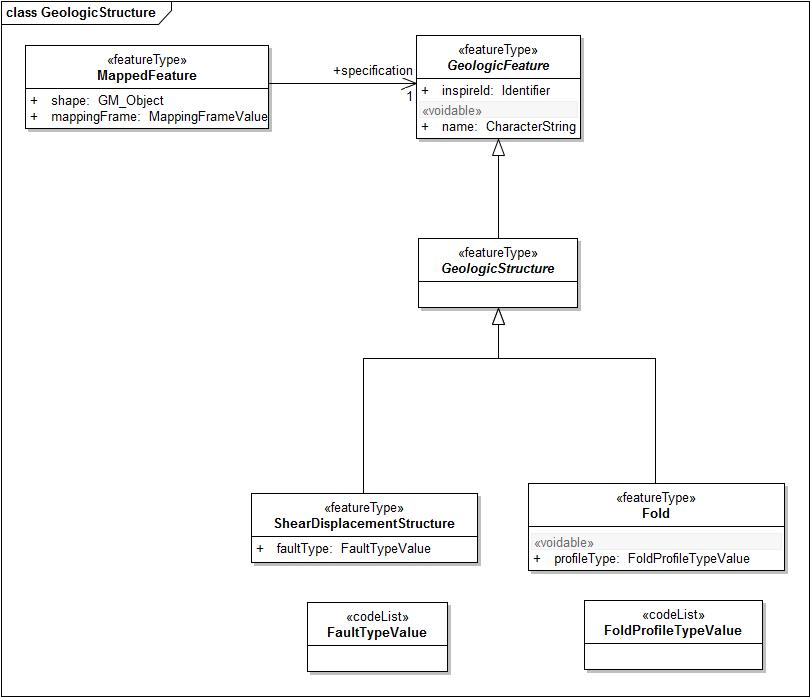 class GeologicStructure
«featureType»
MappedFeature
+ shape: GM_Object
+ mappingFrame: MappingFrameValue
+specification
1
«featureType»
GeologicFeature
+ inspireId: Identifier
«voidable»
+ name: CharacterString
«featureType»
GeologicStructure
«featureType»
ShearDisplacementStructure
+ faultType: FaultTypeValue
«featureType»
Fold
«voidable»
+ profileType: FoldProfileTypeValue
«codeList»
FaultTypeValue
«codeList»
FoldProfileTypeValue